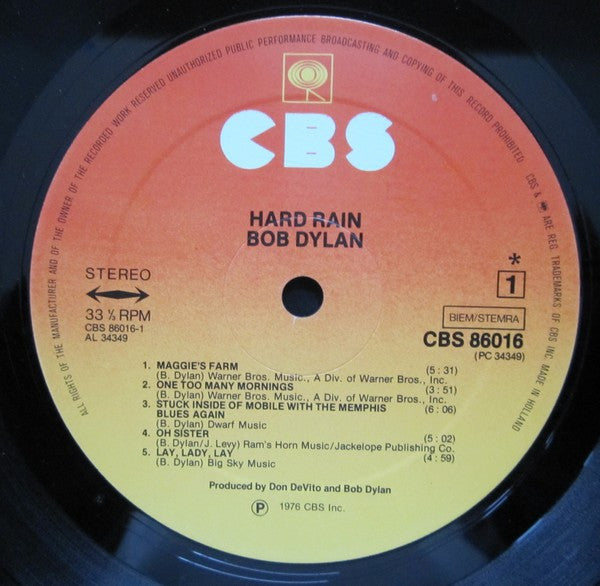 ALL RIGHTS OF THE MANUFACTURER AND OF THE OWNER OF THE RECORDED WORK RESERVED UNAUTHORIZED PUBLIC PERFORMANCE BROADCASTING AND COPYING OF THIS RECORD PROHIBITED CBS & ARE REG. TRADEMARKS OF CBS INC. MADE IN HOLLAND
CBS
HARD RAIN
BOB DYLAN
STEREO
33 ⅓ RPM
CBS 86016-1
AL 34349
*
1
BIEM/STEMRA
CBS 86016
(PC 34349)
1. MAGGIE'S FARM (5 : 31)
(B. Dylan) Warner Bros. Music., A Div. of Warner Bros., Inc.
2. ONE TOO MANY MORNINGS (3 : 51)
(B. Dylan) Warner Bros. Music., A Div. of Warner Bros., Inc.
3. STUCK INSIDE OF MOBILE WITH THE MEMPHIS (6 : 06)
BLUES AGAIN
(B. Dylan) Dwarf Music
4. OH SISTER (5 : 02)
(B. Dylan/J. Levy) Ram's Horn Music/Jackelope Publishing Co.
5. LAY, LADY, LAY (4 : 59)
(B. Dylan) Big Sky Music
Produced by Don DeVito and Bob Dylan
℗ 1976 CBS Inc.